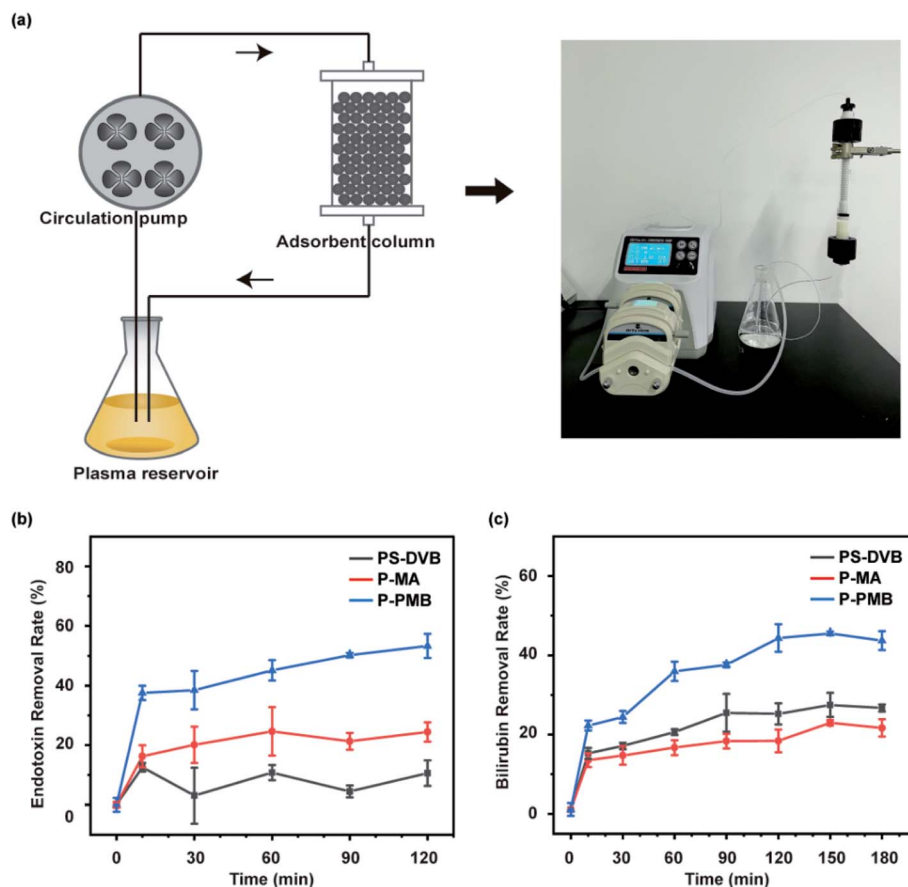 (a)
Circulation pump
Adsorbent column
Plasma reservoir
(b)
Endotoxin Removal Rate (%)
80
60
40
20
0
PS-DVB
P-MA
P-PMB
0 30 60 90 120
Time (min)
(c)
Bilirubin Removal Rate (%)
60
40
20
0
PS-DVB
P-MA
P-PMB
0 30 60 90 120 150 180
Time (min)